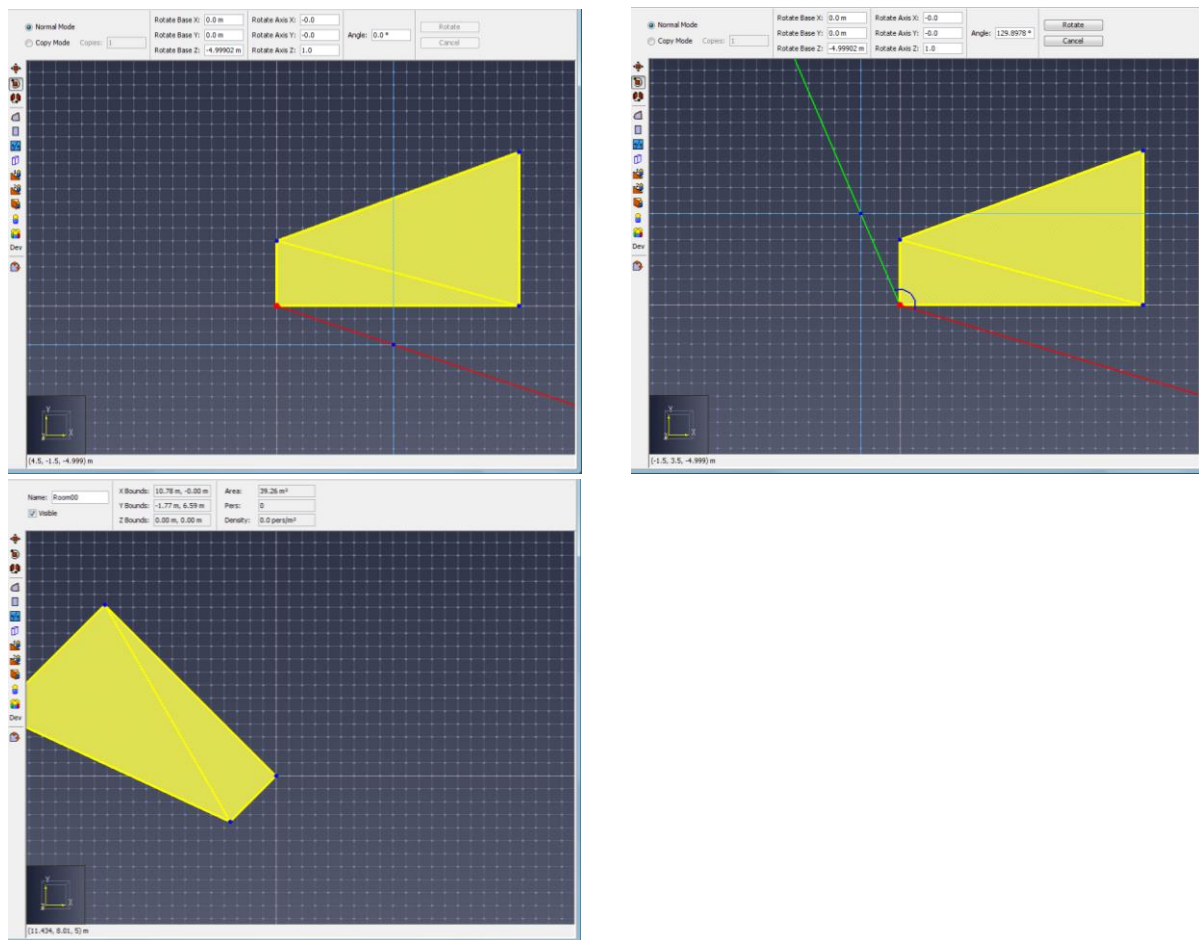 Normal Mode
Copy Mode Copies: 1
Rotate Base X: 0.0 m
Rotate Base Y: 0.0 m
Rotate Base Z: -4.99902 m
Rotate Axis X: -0.0
Rotate Axis Y: -0.0
Rotate Axis Z: 1.0
Angle: 0.0 °
Rotate
Cancel
Dev
Y
X
(4.5, -1.5, -4.999) m
Normal Mode
Copy Mode Copies: 1
Rotate Base X: 0.0 m
Rotate Base Y: 0.0 m
Rotate Base Z: -4.99902 m
Rotate Axis X: -0.0
Rotate Axis Y: -0.0
Rotate Axis Z: 1.0
Angle: 129.8978 °
Rotate
Cancel
Dev
Y
X
(-1.5, 3.5, -4.999) m
Name: Room00
Visible
X Bounds: 10.78 m, -0.00 m
Y Bounds: -1.77 m, 6.59 m
Z Bounds: 0.00 m, 0.00 m
Area: 39.26 m²
Pers: 0
Density: 0.0 pers/m²
Dev
Y
X
(11.434, 8.01, 5) m